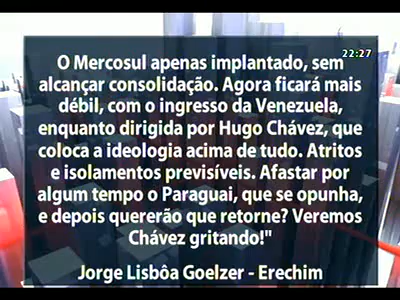 22:27
O Mercosul apenas implantado, sem
alcançar consolidação. Agora ficará mais
débil, com o ingresso da Venezuela,
enquanto dirigida por Hugo Chávez, que
coloca a ideologia acima de tudo. Atritos
e isolamentos previsíveis. Afastar por
algum tempo o Paraguai, que se opunha,
e depois quererão que retorne? Veremos
Chávez gritando!"
Jorge Lisbôa Goelzer - Erechim